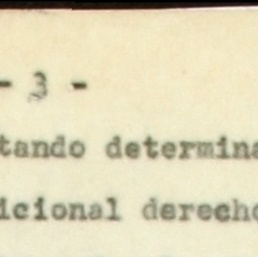 - 3 -
tando determina
icional derecho